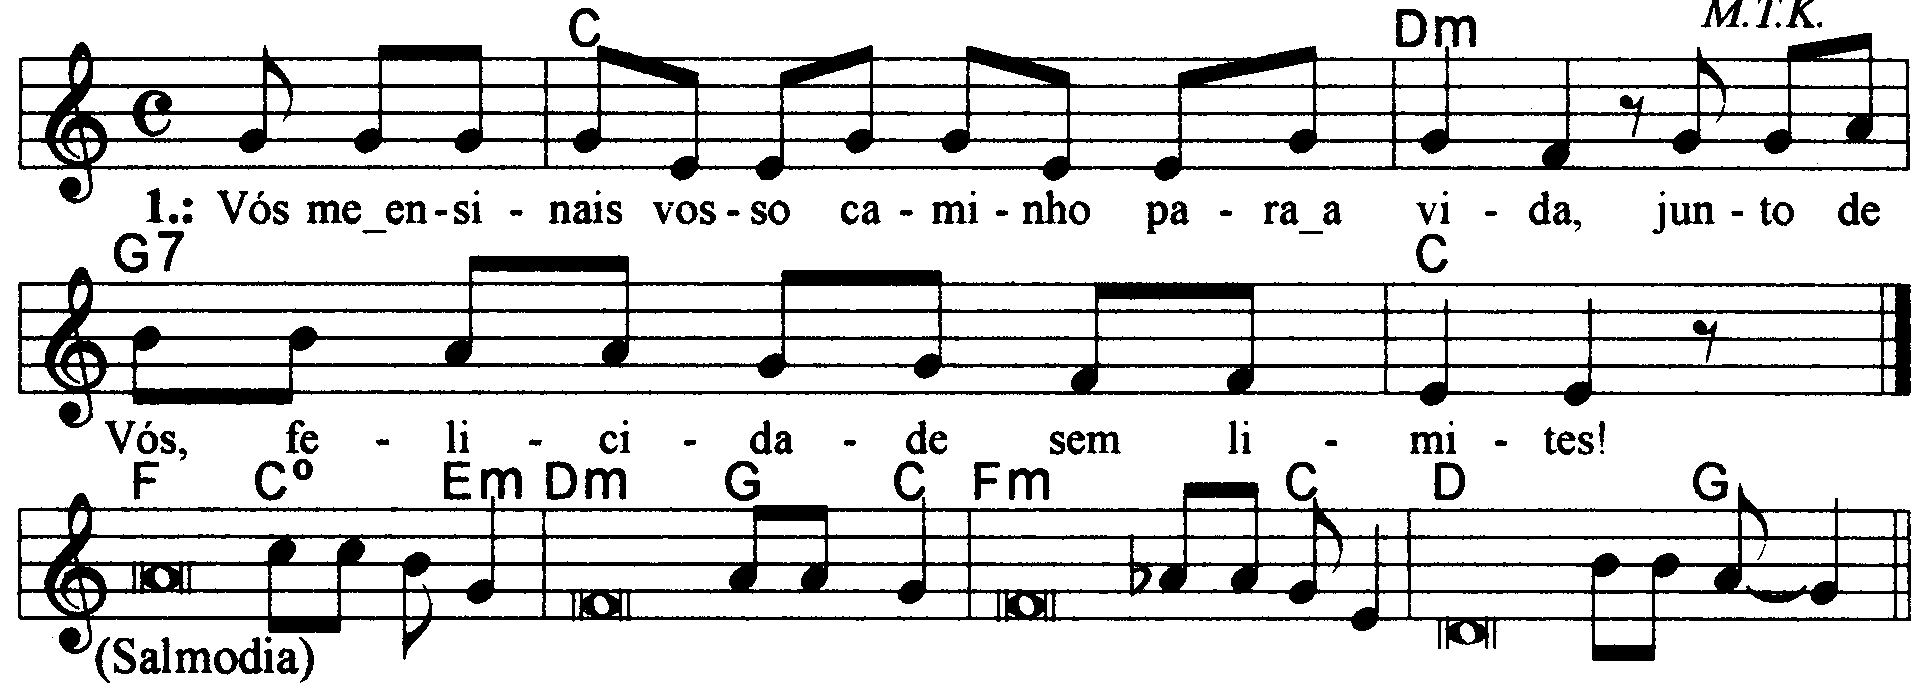 M.T.K.
C Dm
1.: Vós me_en-si - nais vos-so ca-mi-nho pa-ra_a vi-da, jun-to de
G7 C
Vós, fe-li-ci-da-de sem li-mi-tes!
F Cº Em Dm G C Fm C D G
(Salmodia)